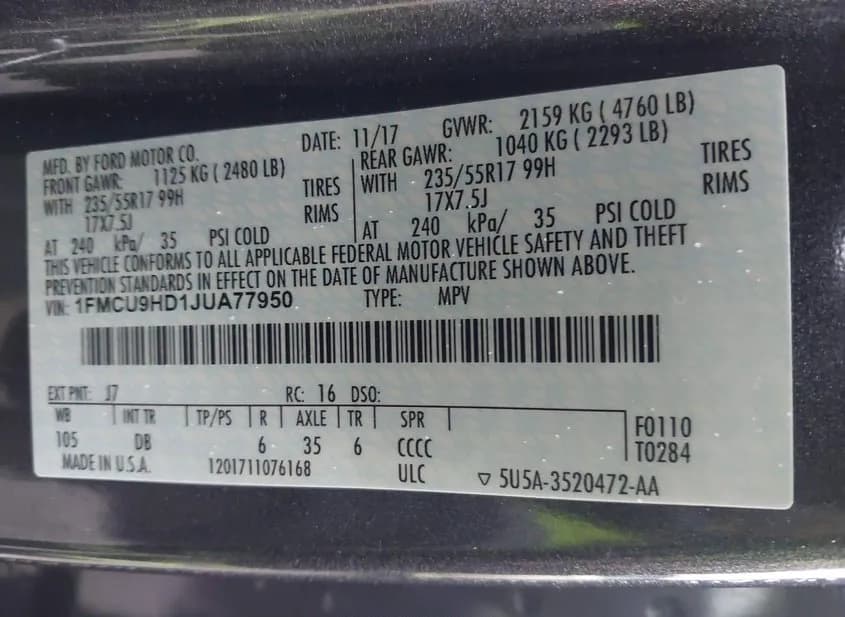 MFD. BY FORD MOTOR CO. DATE: 11/17 GVWR: 2159 KG ( 4760 LB)
FRONT GAWR: 1125 KG ( 2480 LB) REAR GAWR: 1040 KG ( 2293 LB)
WITH 235/55R17 99H TIRES WITH 235/55R17 99H TIRES
17X7.5J RIMS 17X7.5J RIMS
AT 240 kPa/ 35 PSI COLD AT 240 kPa/ 35 PSI COLD
THIS VEHICLE CONFORMS TO ALL APPLICABLE FEDERAL MOTOR VEHICLE SAFETY AND THEFT
PREVENTION STANDARDS IN EFFECT ON THE DATE OF MANUFACTURE SHOWN ABOVE.
VIN: 1FMCU9HD1JUA77950 TYPE: MPV
EXT PNT: J7 RC: 16 DSO:
WB INT TR TP/PS R AXLE TR SPR F0110
105 DB 6 35 6 CCCC T0284
MADE IN U.S.A. 1201711076168 ULC ▽ 5U5A-3520472-AA